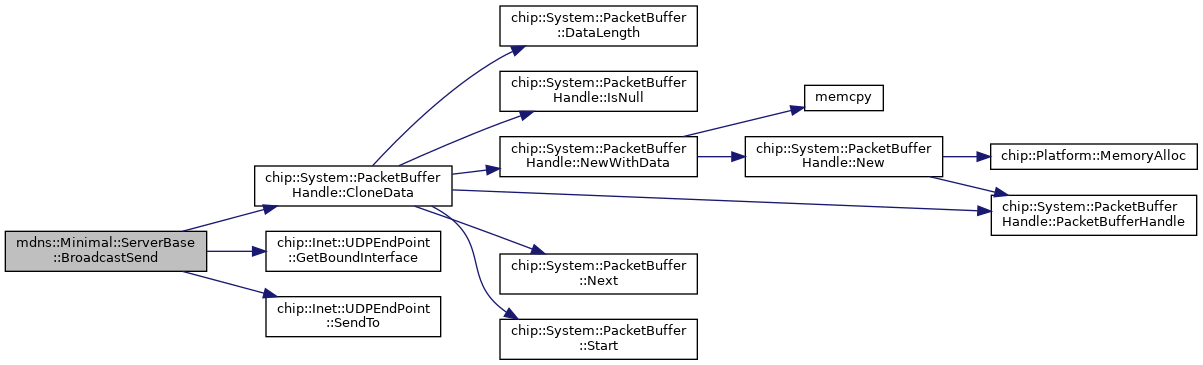 mdns::Minimal::ServerBase
::BroadcastSend
chip::System::PacketBuffer
Handle::CloneData
chip::Inet::UDPEndPoint
::GetBoundInterface
chip::Inet::UDPEndPoint
::SendTo
chip::System::PacketBuffer
::DataLength
chip::System::PacketBuffer
Handle::IsNull
chip::System::PacketBuffer
Handle::NewWithData
chip::System::PacketBuffer
::Next
chip::System::PacketBuffer
::Start
memcpy
chip::System::PacketBuffer
Handle::New
chip::Platform::MemoryAlloc
chip::System::PacketBuffer
Handle::PacketBufferHandle